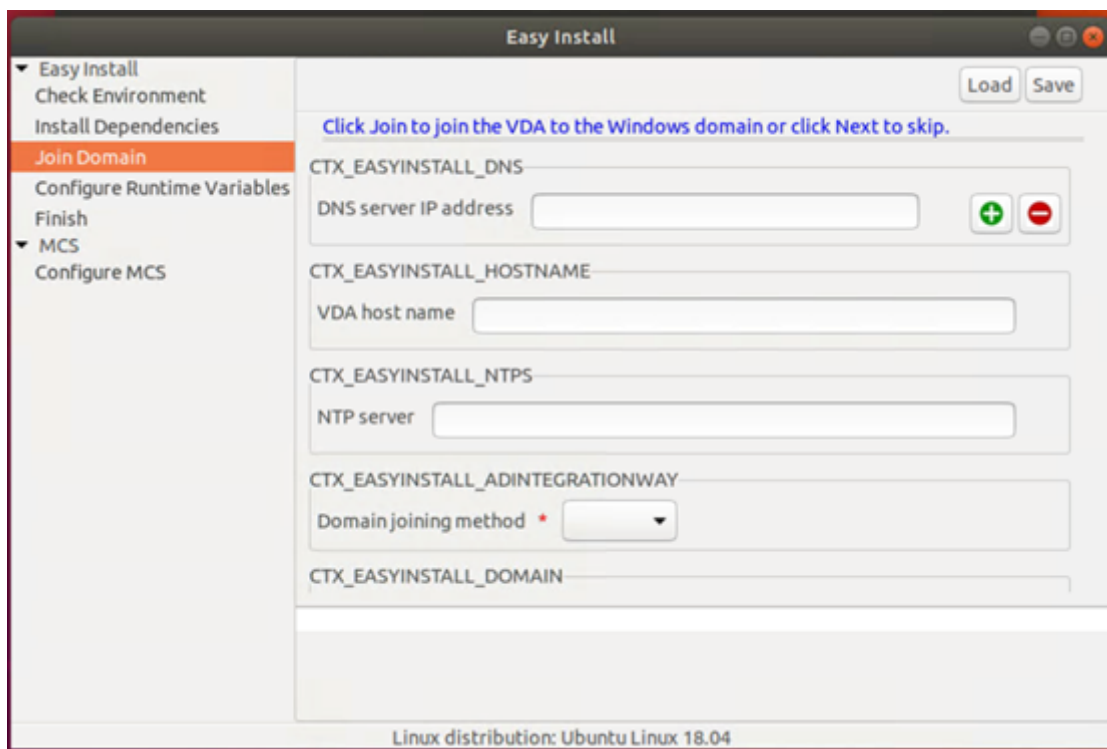 Easy Install
Easy Install
Check Environment
Install Dependencies
Join Domain
Configure Runtime Variables
Finish
MCS
Configure MCS
Load Save
Click Join to join the VDA to the Windows domain or click Next to skip.
CTX_EASYINSTALL_DNS
DNS server IP address
CTX_EASYINSTALL_HOSTNAME
VDA host name
CTX_EASYINSTALL_NTPS
NTP server
CTX_EASYINSTALL_ADINTEGRATIONWAY
Domain joining method *
CTX_EASYINSTALL_DOMAIN
Linux distribution: Ubuntu Linux 18.04